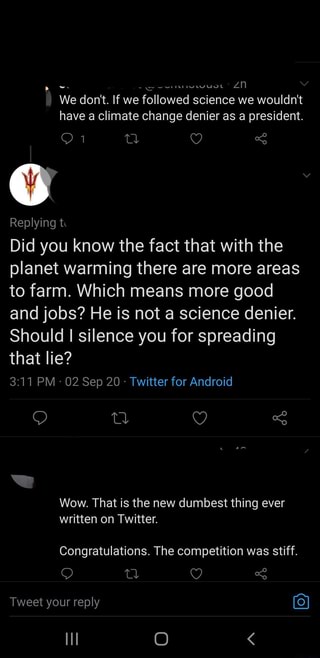 2h
We don't. If we followed science we wouldn't
have a climate change denier as a president.
1
Replying
Did you know the fact that with the
planet warming there are more areas
to farm. Which means more good
and jobs? He is not a science denier.
Should I silence you for spreading
that lie?
3:11 PM · 02 Sep 20 · Twitter for Android
Wow. That is the new dumbest thing ever
written on Twitter.
Congratulations. The competition was stiff.
Tweet your reply